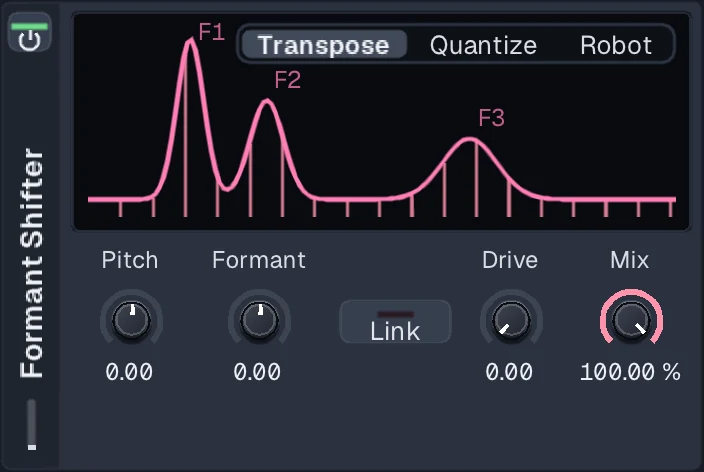 Formant Shifter
F1
Transpose Quantize Robot
F2
F3
Pitch Formant Drive Mix
Link
0.00 0.00 0.00 100.00 %